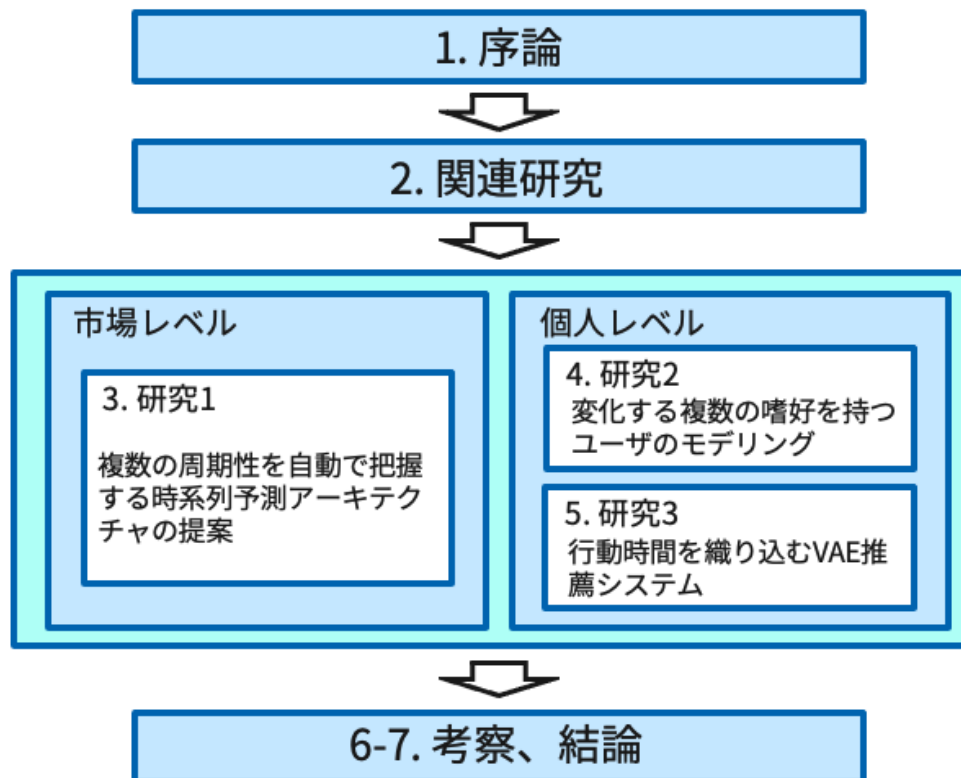 1. 序論
2. 関連研究
市場レベル
3. 研究1
複数の周期性を自動で把握
する時系列予測アーキテク
チャの提案
個人レベル
4. 研究2
変化する複数の嗜好を持つ
ユーザのモデリング
5. 研究3
行動時間を織り込むVAE推
薦システム
6-7. 考察、結論